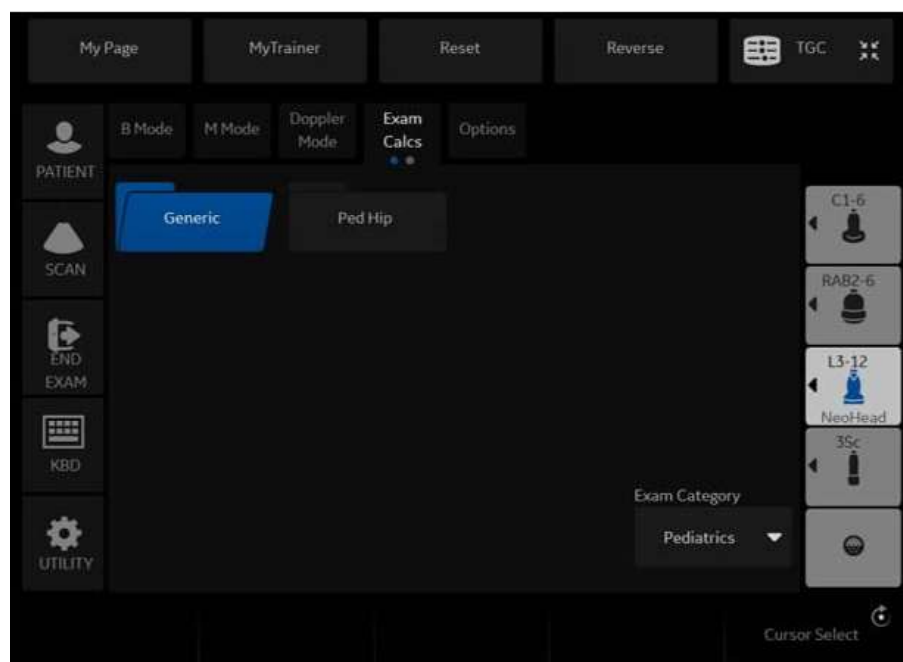 My Page
MyTrainer
Reset
Reverse
TGC
B Mode
M Mode
Doppler
Mode
Exam
Calcs
Options
PATIENT
SCAN
END
EXAM
KBD
UTILITY
Generic
Ped Hip
C1-6
RAB2-6
L3-12
NeoHead
3Sc
Exam Category
Pediatrics
Cursor Select